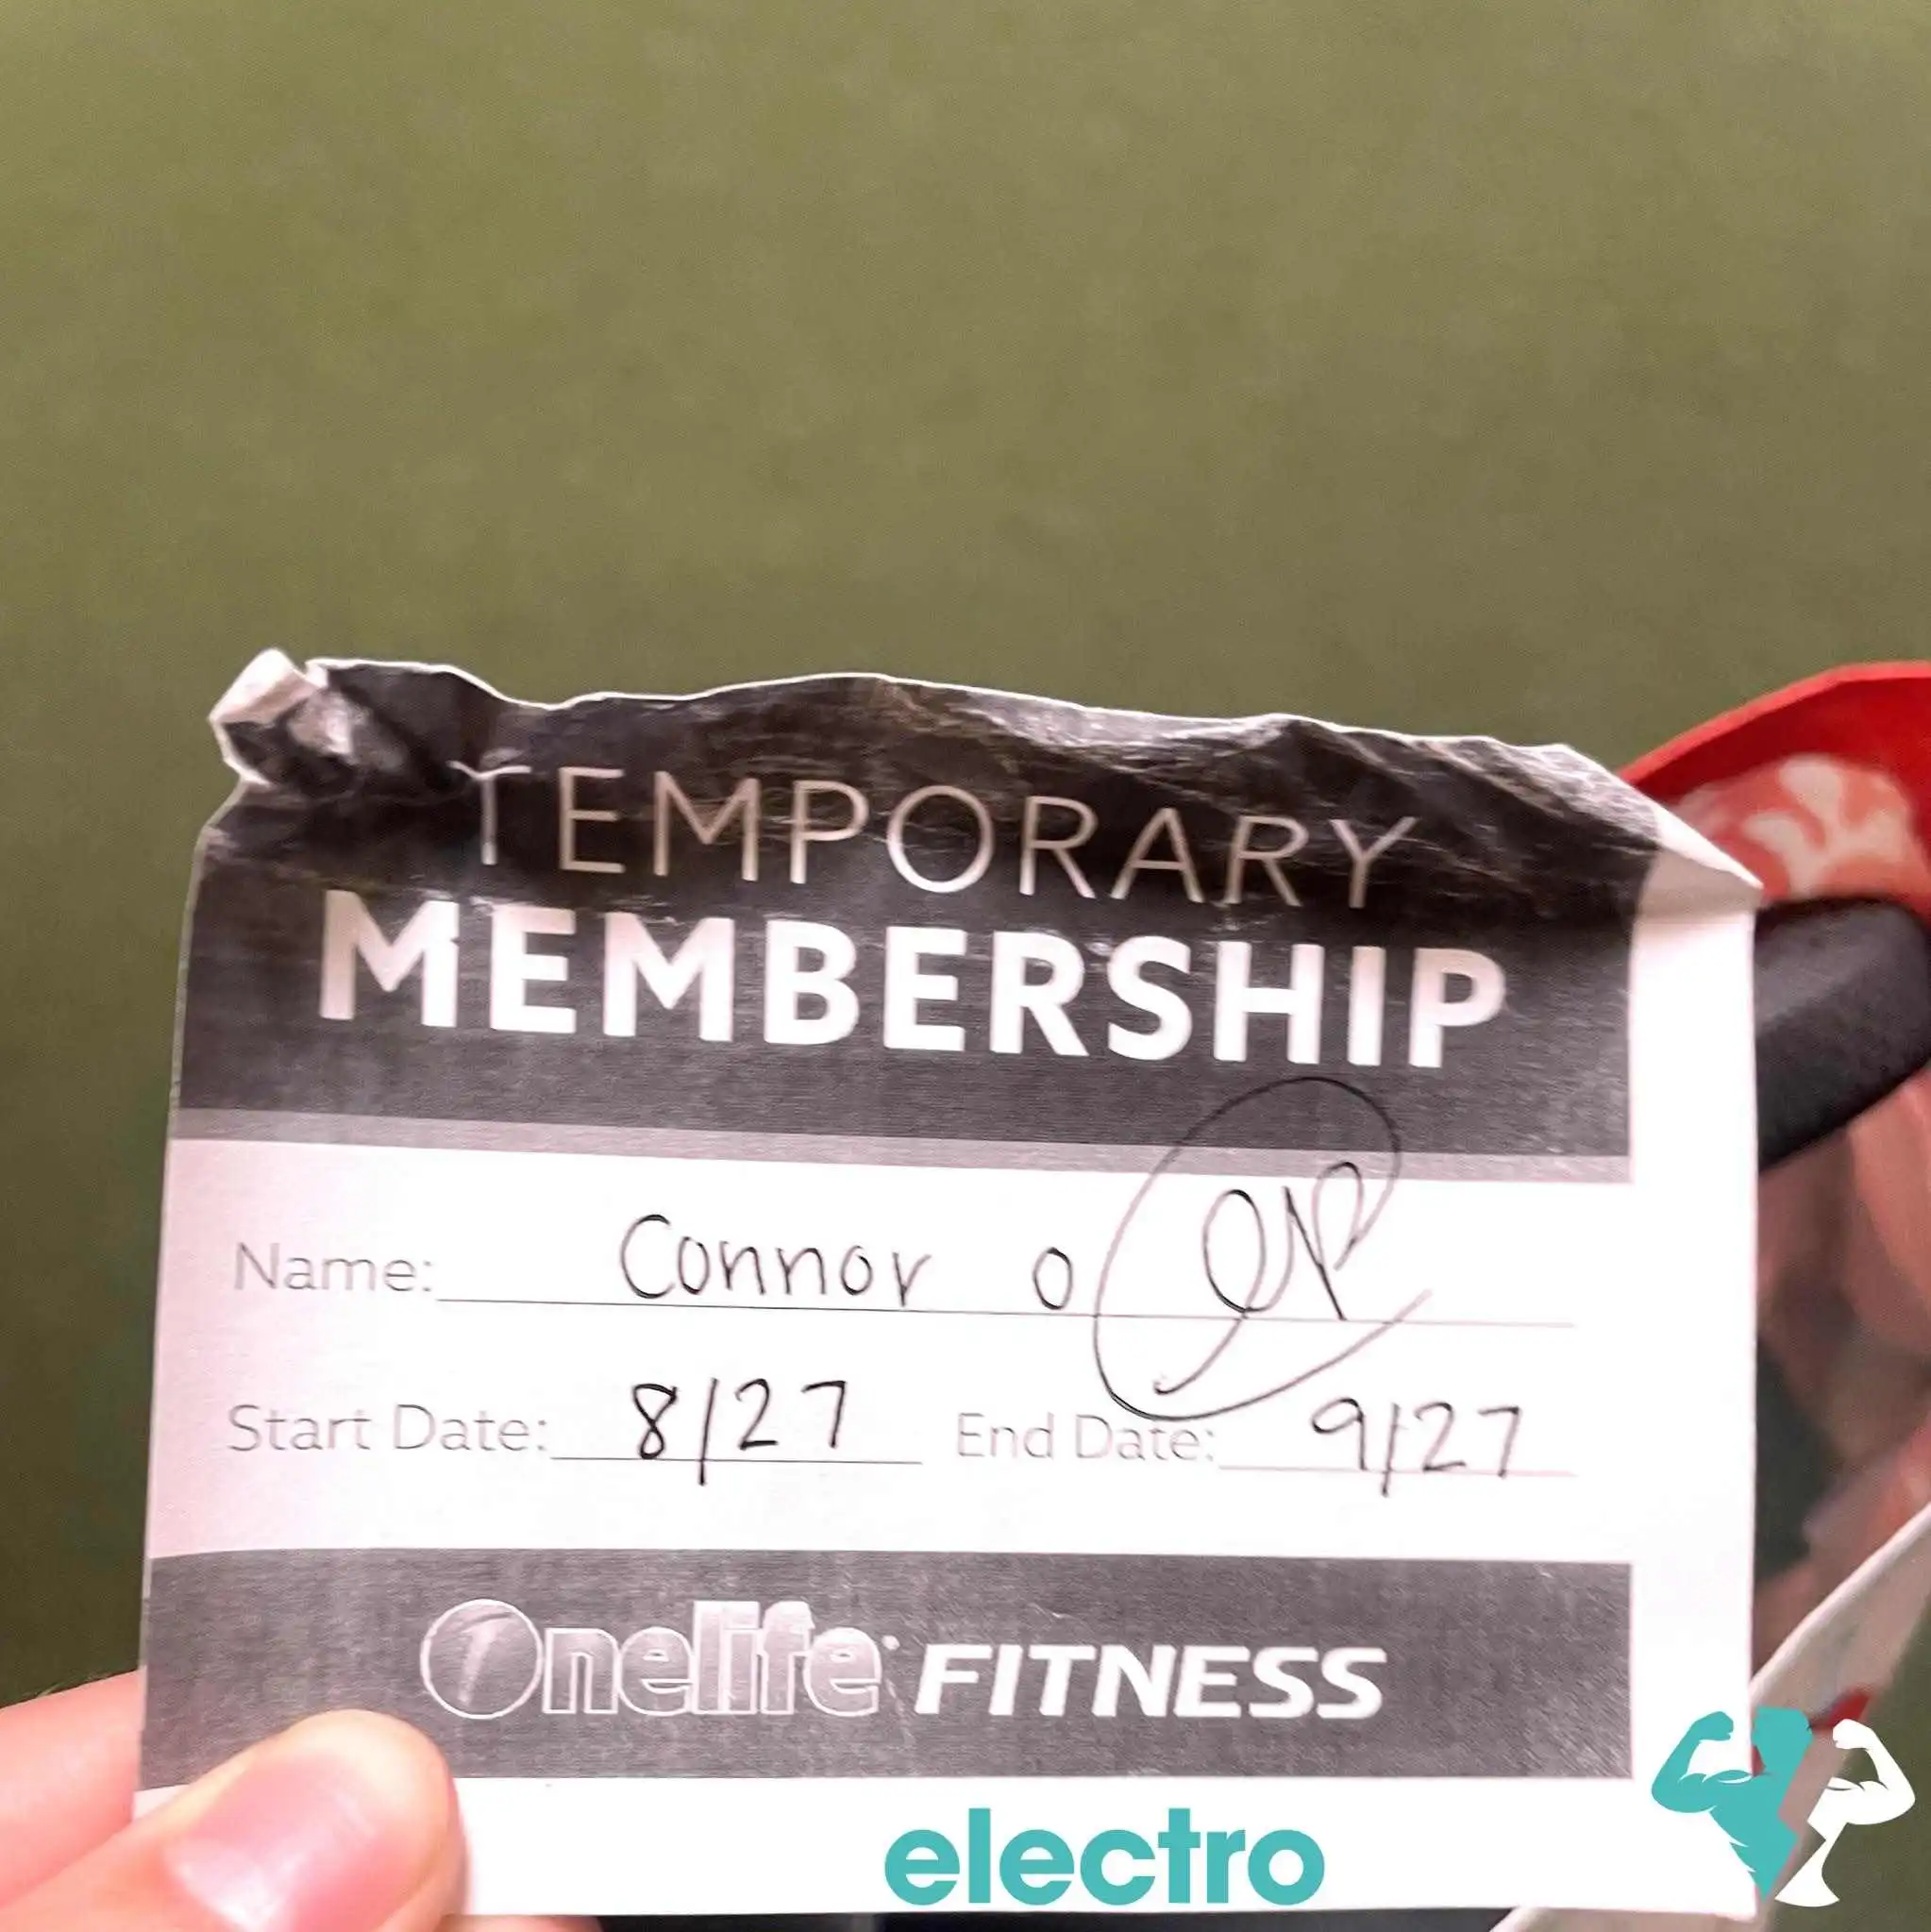 TEMPORARY
MEMBERSHIP
Name: Connor O
Start Date: 8/27 End Date: 9/27
Onelife FITNESS
electro